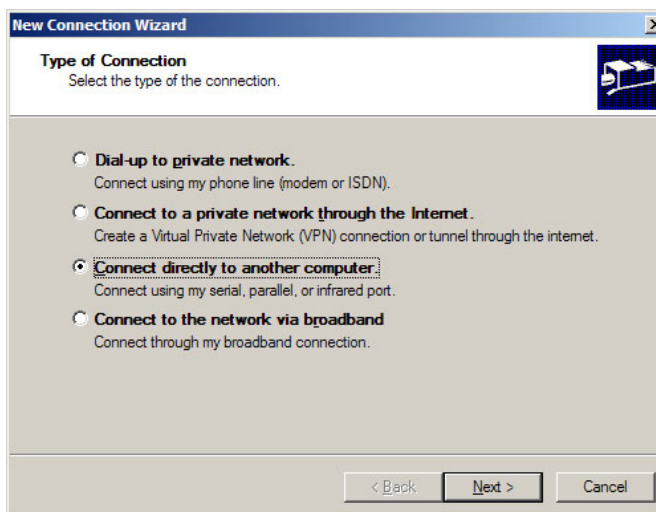 New Connection Wizard
Type of Connection
Select the type of the connection.
Dial-up to private network.
Connect using my phone line (modem or ISDN).
Connect to a private network through the Internet.
Create a Virtual Private Network (VPN) connection or tunnel through the internet.
Connect directly to another computer.
Connect using my serial, parallel, or infrared port.
Connect to the network via broadband
Connect through my broadband connection.
< Back
Next >
Cancel